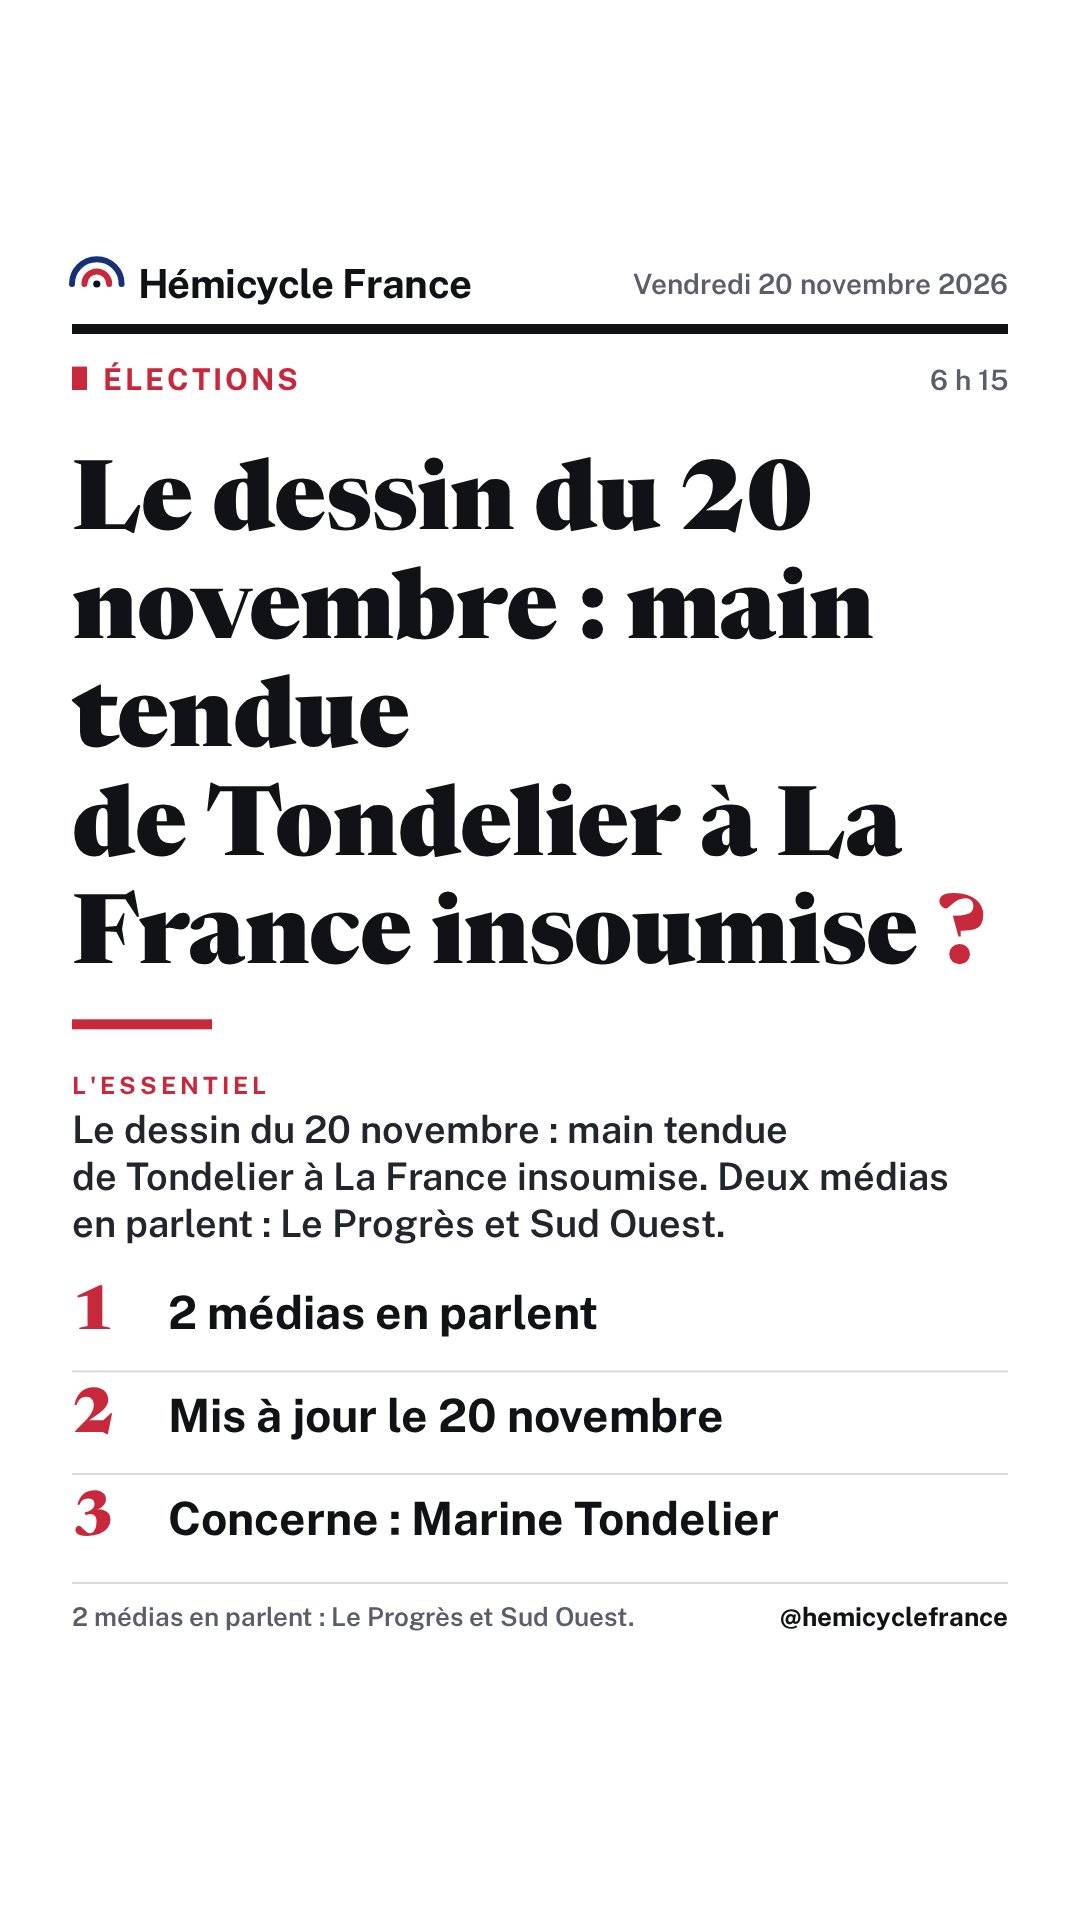 Hémicycle France
Vendredi 20 novembre 2026
ÉLECTIONS
6 h 15
Le dessin du 20
novembre : main
tendue
de Tondelier à La
France insoumise ?
L'ESSENTIEL
Le dessin du 20 novembre : main tendue
de Tondelier à La France insoumise. Deux médias
en parlent : Le Progrès et Sud Ouest.
1 2 médias en parlent
2 Mis à jour le 20 novembre
3 Concerne : Marine Tondelier
2 médias en parlent : Le Progrès et Sud Ouest.
@hemicyclefrance